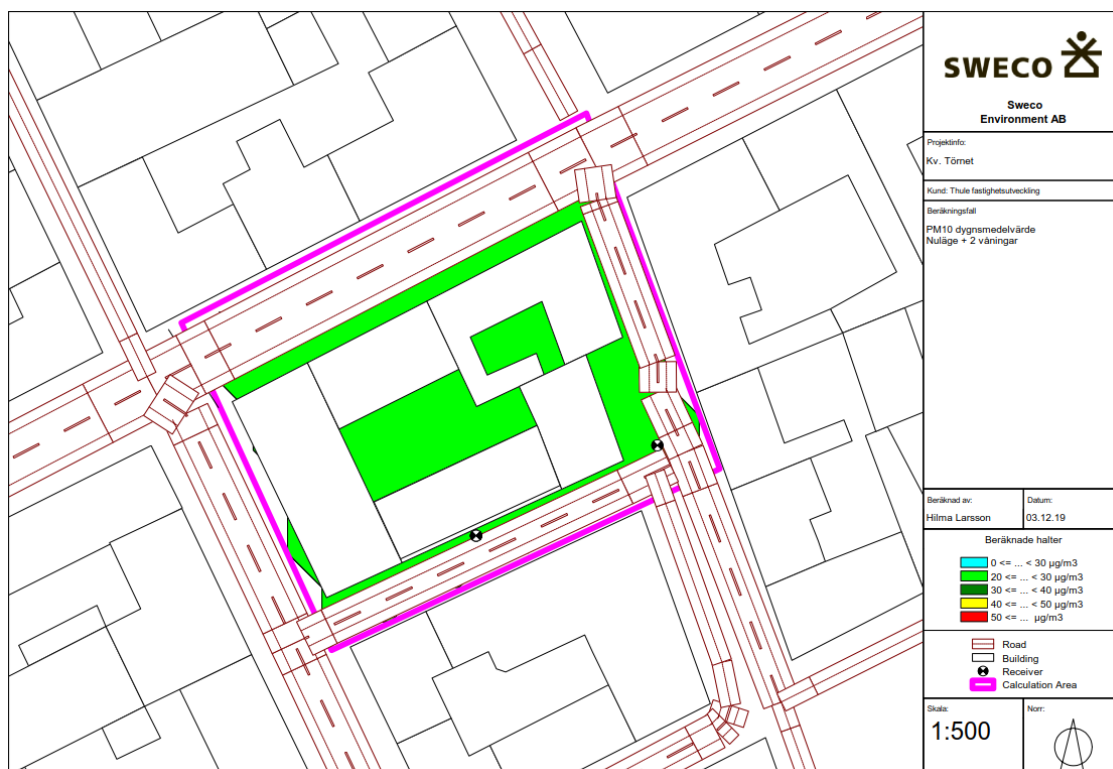 SWECO
Sweco
Environment AB
Projektinfo:
Kv. Törnet
Kund: Thule fastighetsutveckling
Beräkningsfall
PM10 dygnsmedelvärde
Nuläge + 2 våningar
Beräknad av:
Hilma Larsson
Datum:
03.12.19
Beräknade halter
0 <= ... < 30 µg/m3
20 <= ... < 30 µg/m3
30 <= ... < 40 µg/m3
40 <= ... < 50 µg/m3
50 <= ... µg/m3
Road
Building
Receiver
Calculation Area
Skala:
1:500
Norr: